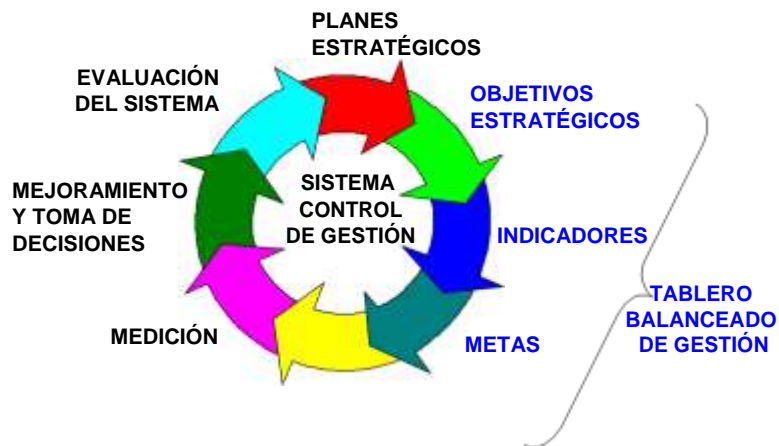 PLANES
ESTRATÉGICOS
OBJETIVOS
ESTRATÉGICOS
INDICADORES
METAS
TABLERO
BALANCEADO
DE GESTIÓN
MEDICIÓN
MEJORAMIENTO
Y TOMA DE
DECISIONES
EVALUACIÓN
DEL SISTEMA
SISTEMA
CONTROL
DE GESTIÓN